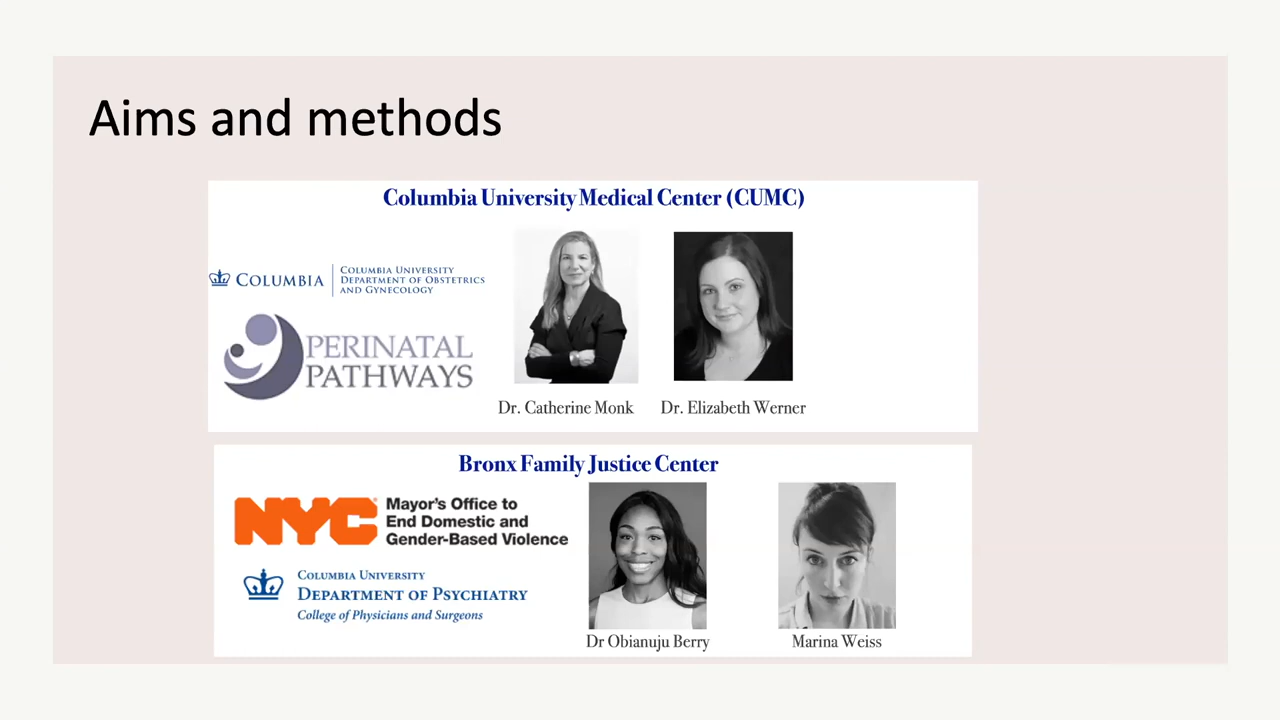 Aims and methods
Columbia University Medical Center (CUMC)
COLUMBIA
COLUMBIA UNIVERSITY
DEPARTMENT OF OBSTETRICS
AND GYNECOLOGY
PERINATAL
PATHWAYS
Dr. Catherine Monk
Dr. Elizabeth Werner
Bronx Family Justice Center
NYC
Mayor's Office to
End Domestic and
Gender-Based Violence
COLUMBIA UNIVERSITY
DEPARTMENT OF PSYCHIATRY
College of Physicians and Surgeons
Dr Obianuju Berry
Marina Weiss